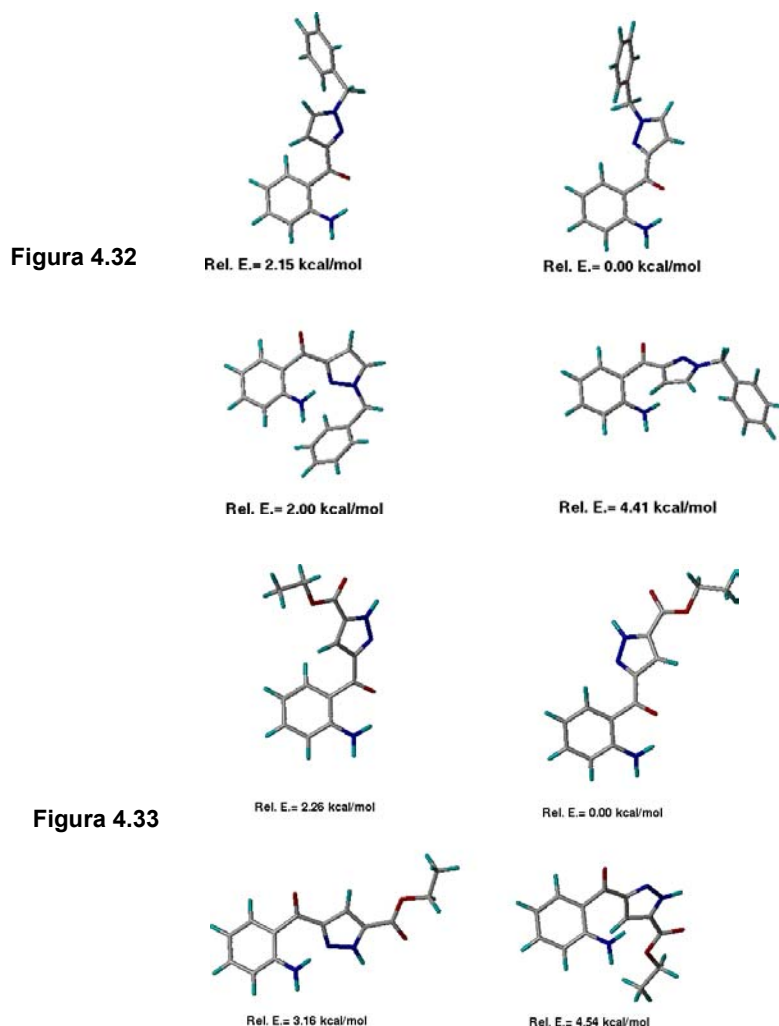 Figura 4.32
Rel. E.= 2.15 kcal/mol
Rel. E.= 0.00 kcal/mol
Rel. E.= 2.00 kcal/mol
Rel. E.= 4.41 kcal/mol
Figura 4.33
Rel. E.= 2.26 kcal/mol
Rel. E.= 0.00 kcal/mol
Rel. E.= 3.16 kcal/mol
Rel. E.= 4.54 kcal/mol